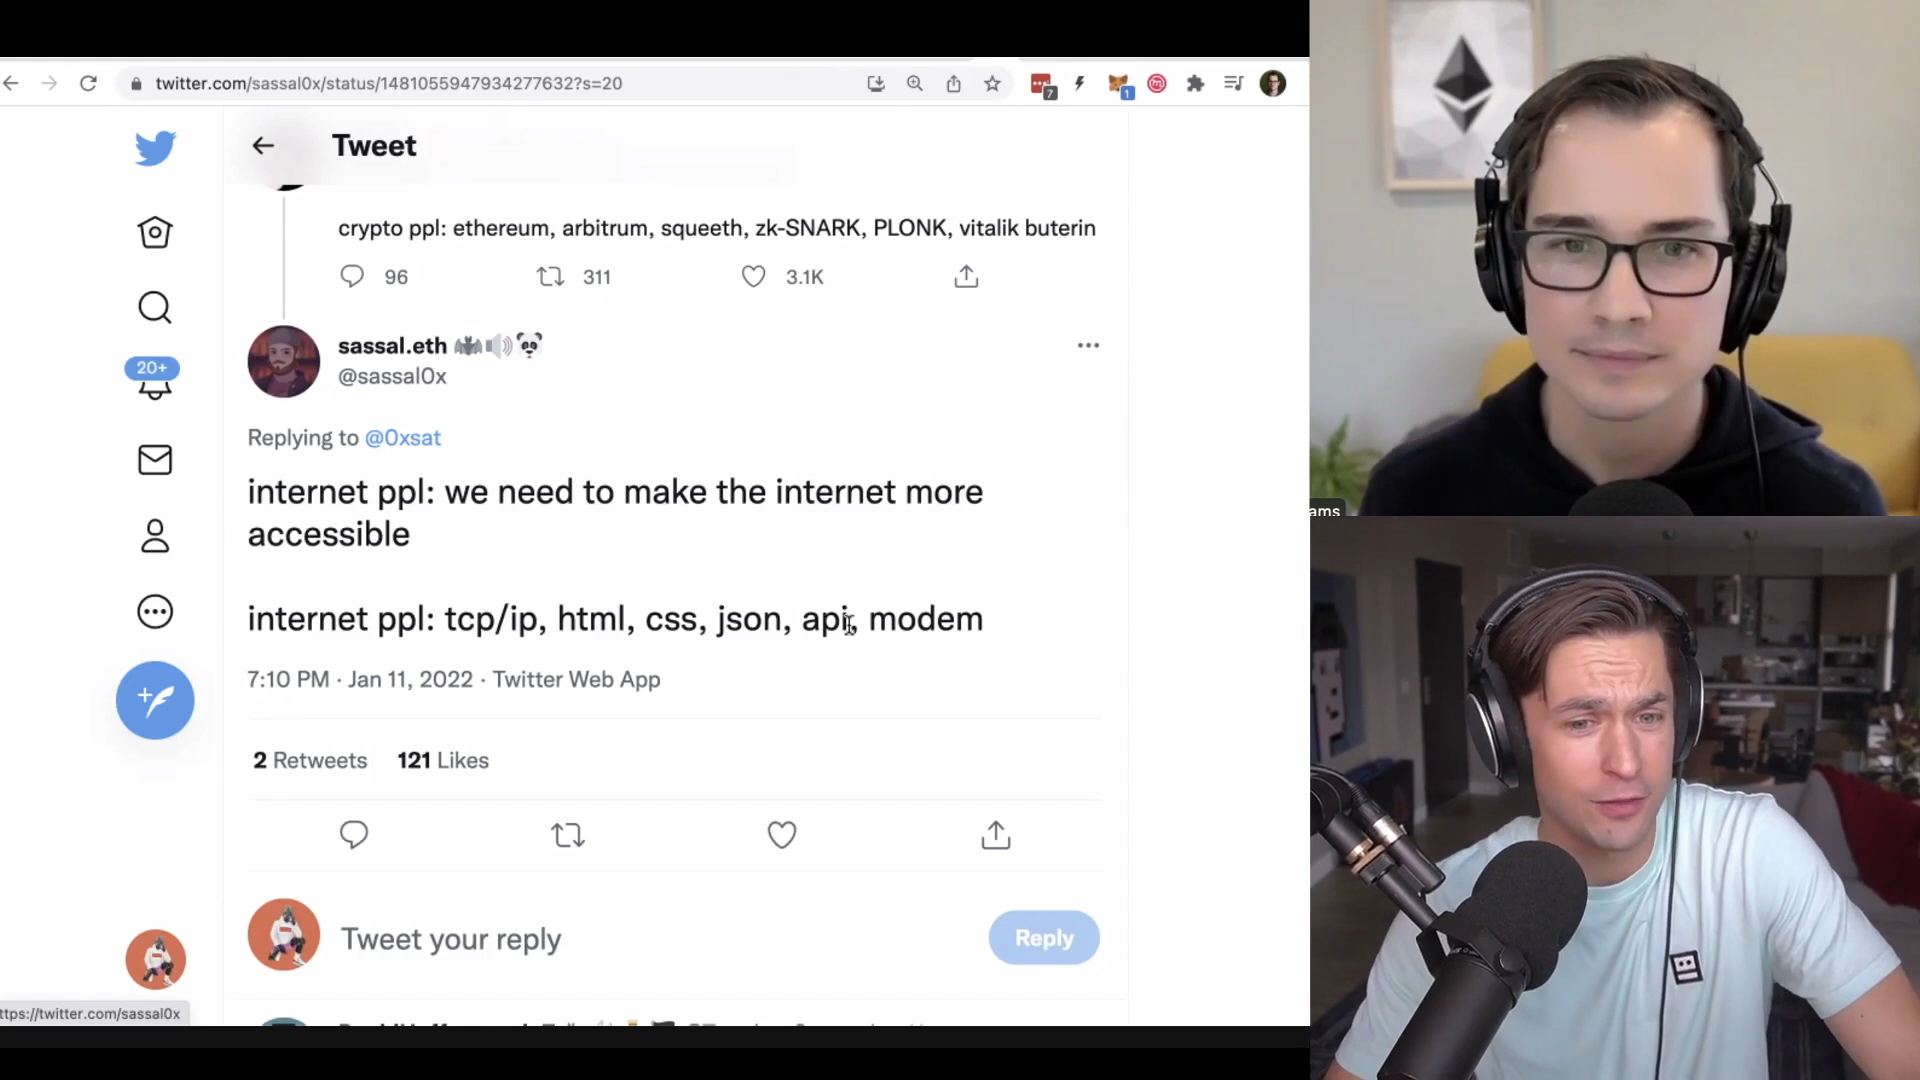 twitter.com/sassal0x/status/1481055947934277632?s=20
7
1
Tweet
crypto ppl: ethereum, arbitrum, squeeth, zk-SNARK, PLONK, vitalik buterin
96
311
3.1K
20+
sassal.eth 🦇🔊🐼
@sassal0x
Replying to @0xsat
internet ppl: we need to make the internet more
accessible
internet ppl: tcp/ip, html, css, json, api, modem
7:10 PM · Jan 11, 2022 · Twitter Web App
2 Retweets 121 Likes
Tweet your reply
Reply
ttps://twitter.com/sassal0x
ams